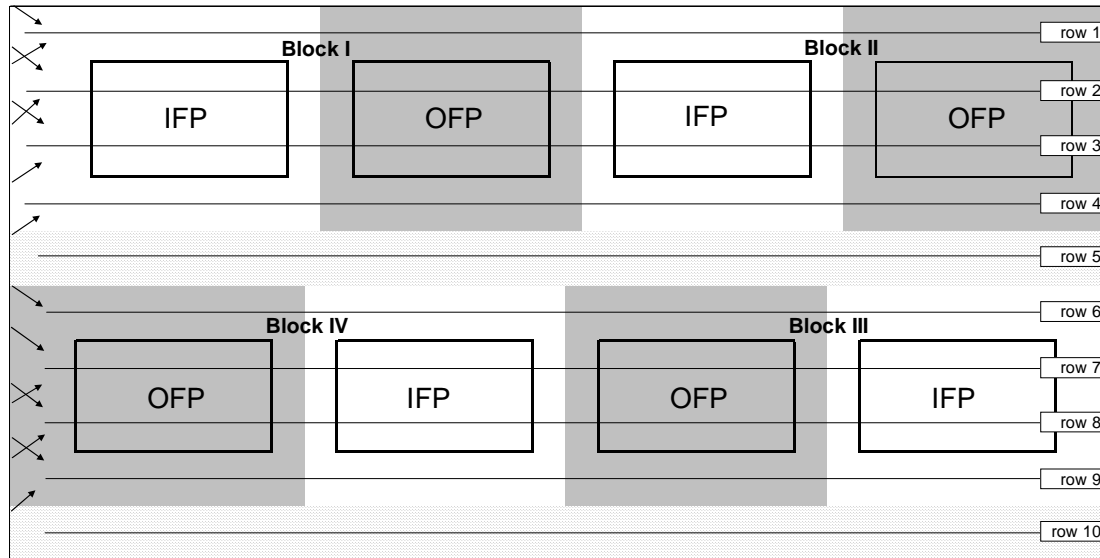 row 1
Block I
Block II
row 2
IFP
OFP
IFP
OFP
row 3
row 4
row 5
row 6
Block IV
Block III
row 7
OFP
IFP
OFP
IFP
row 8
row 9
row 10